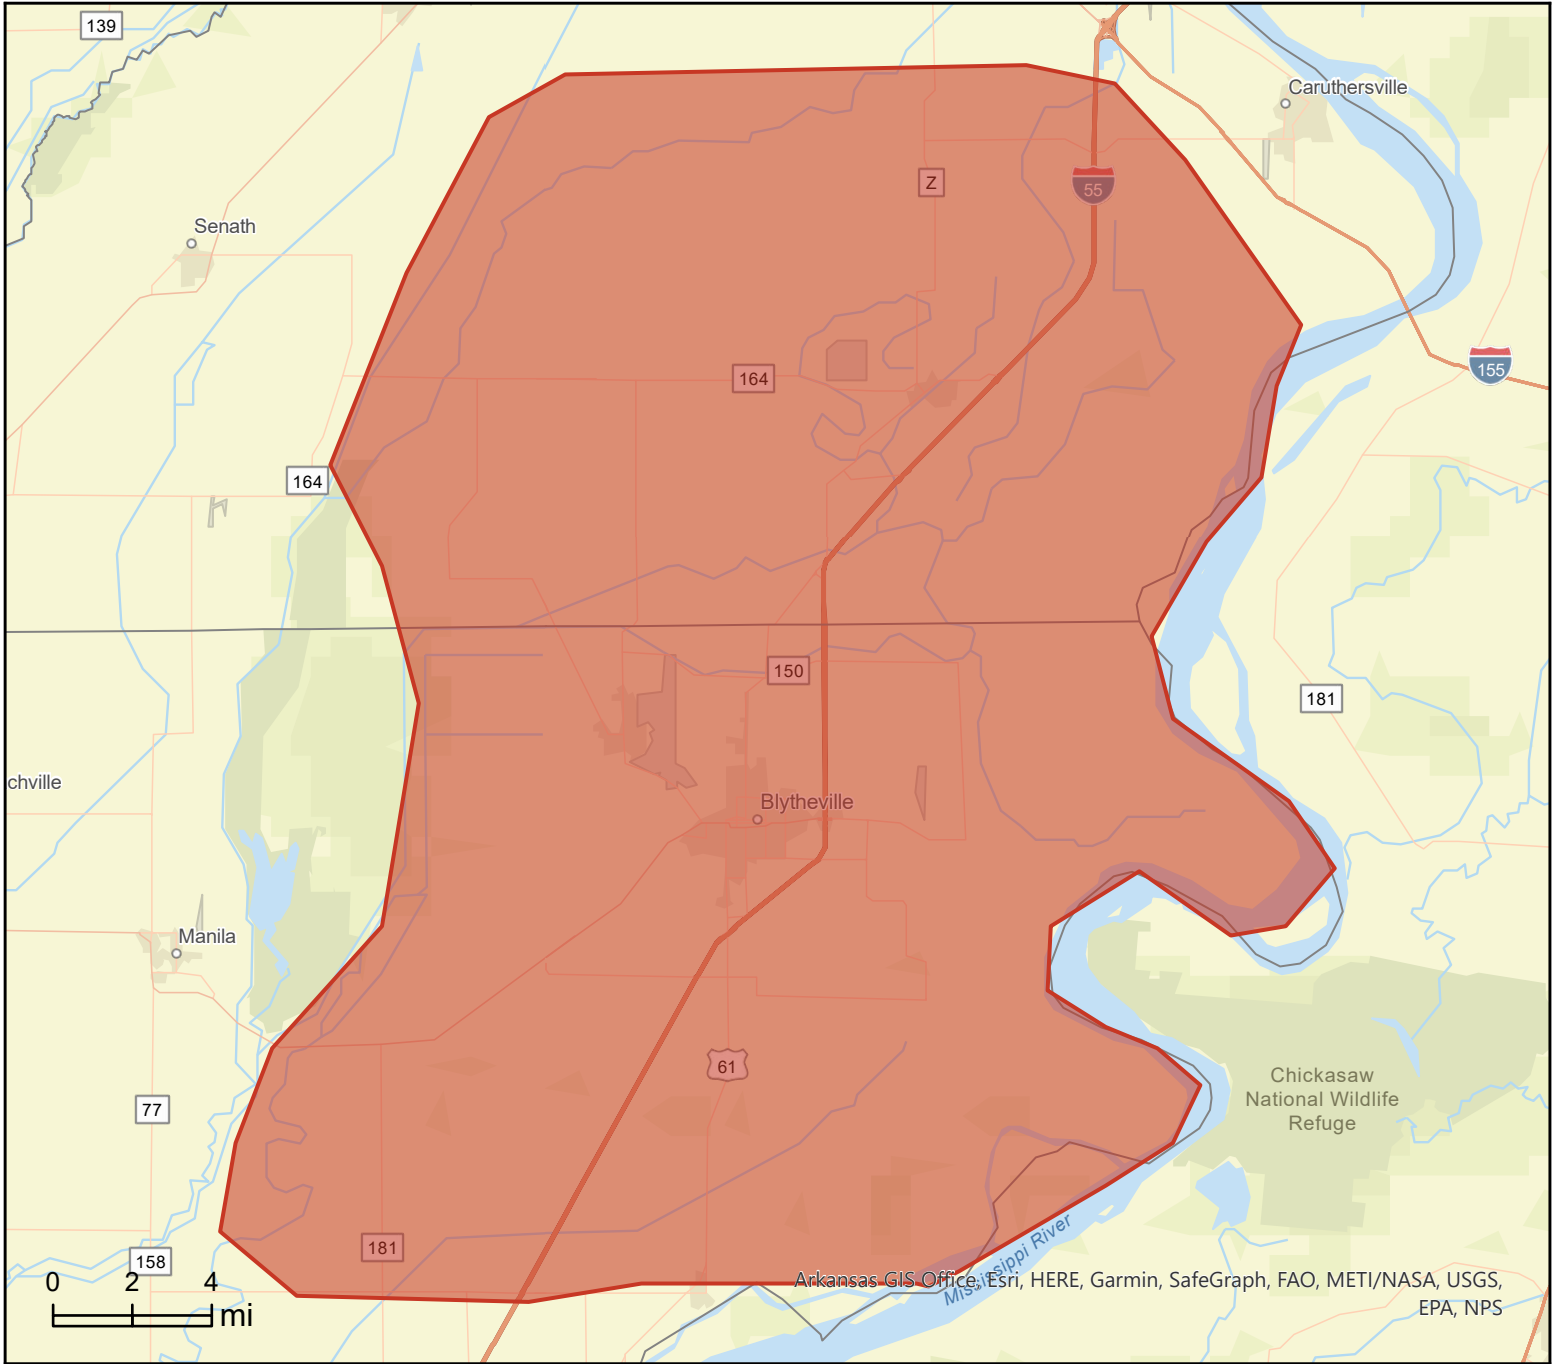 139
Caruthersville
Z
55
Senath
155
164
164
150
181
chville
Blytheville
Manila
61
Chickasaw
National Wildlife
Refuge
77
Mississippi River
181
158
0 2 4
mi
Arkansas GIS Office, Esri, HERE, Garmin, SafeGraph, FAO, METI/NASA, USGS,
EPA, NPS